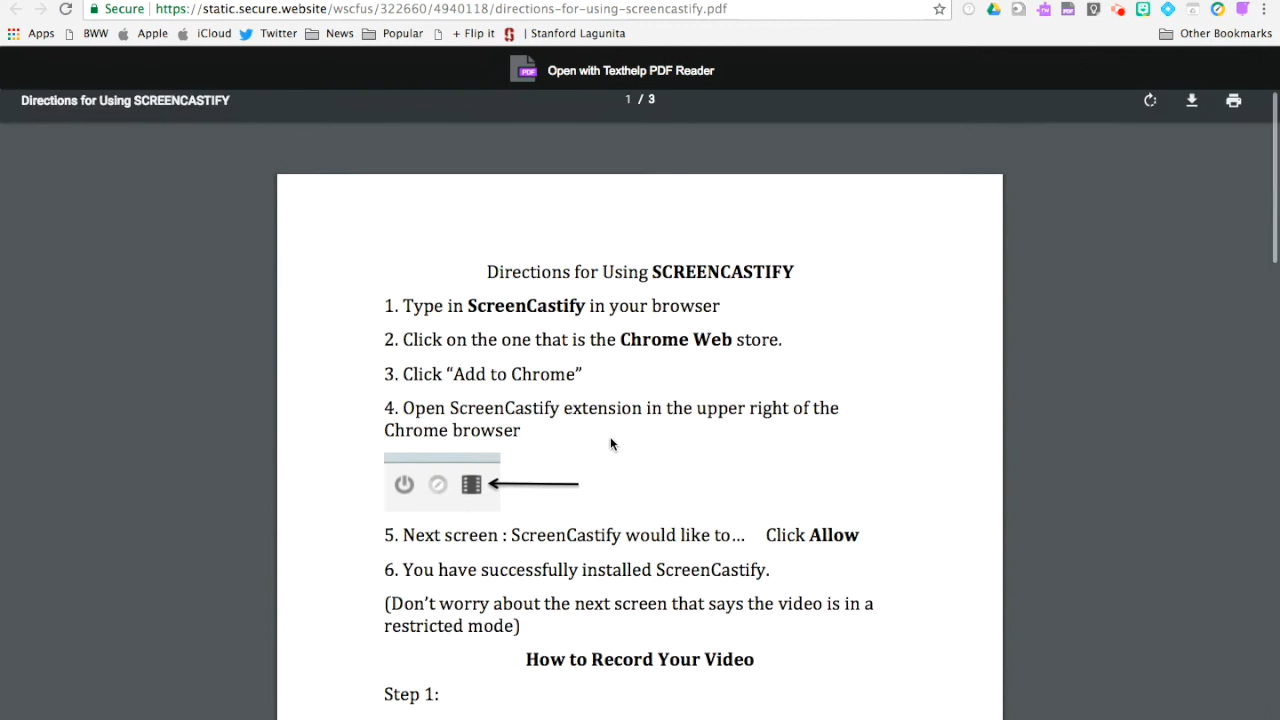 Secure https://static.secure.website/wscfus/322660/4940118/directions-for-using-screencastify.pdf
Apps BWW Apple iCloud Twitter News Popular + Flip it | Stanford Lagunita Other Bookmarks
PDF Open with Texthelp PDF Reader
Directions for Using SCREENCASTIFY 1 / 3
Directions for Using SCREENCASTIFY
1. Type in ScreenCastify in your browser
2. Click on the one that is the Chrome Web store.
3. Click “Add to Chrome”
4. Open ScreenCastify extension in the upper right of the
Chrome browser
5. Next screen : ScreenCastify would like to… Click Allow
6. You have successfully installed ScreenCastify.
(Don’t worry about the next screen that says the video is in a
restricted mode)
How to Record Your Video
Step 1: